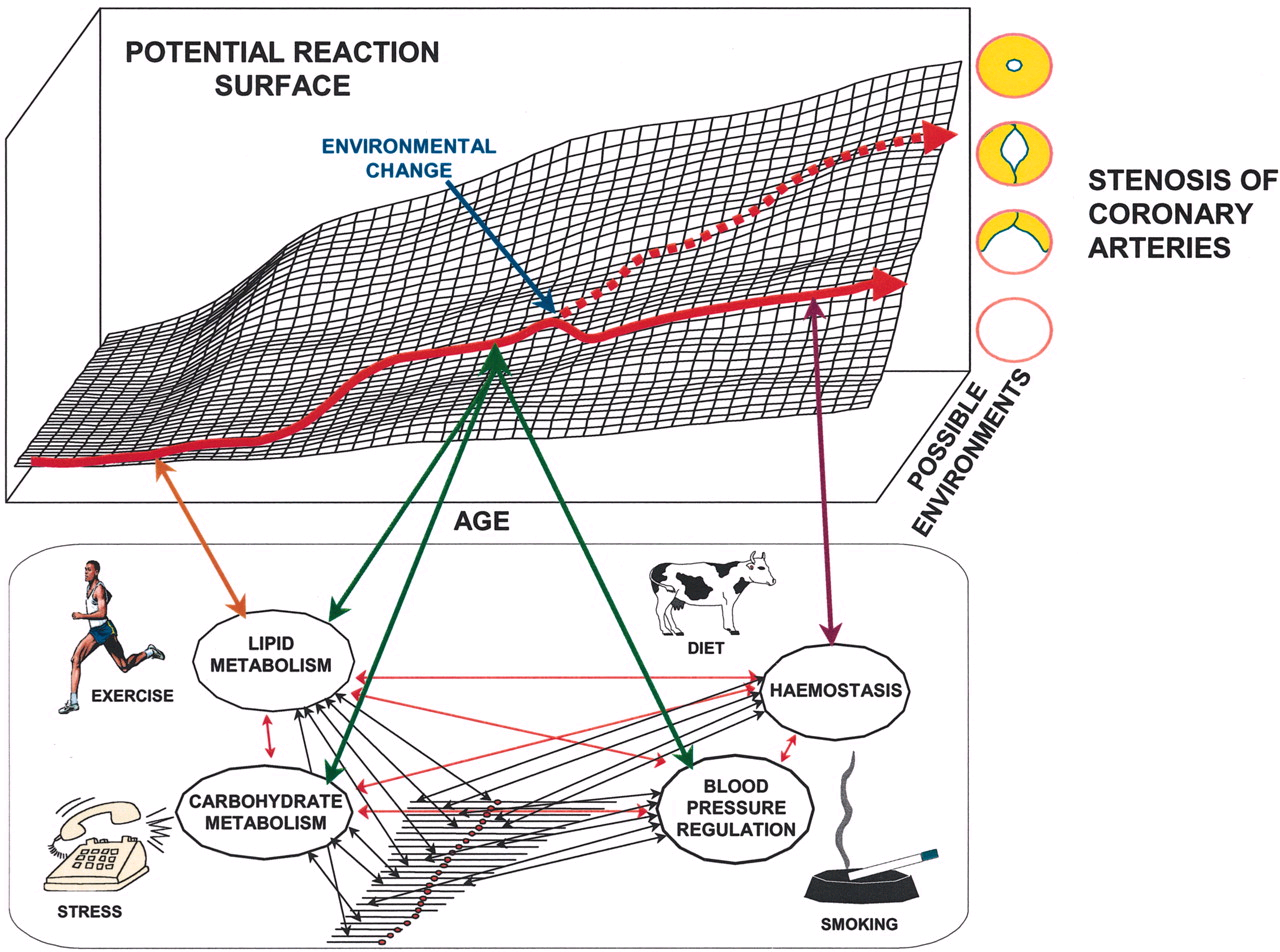 POTENTIAL REACTION
SURFACE
ENVIRONMENTAL
CHANGE
STENOSIS OF
CORONARY
ARTERIES
POSSIBLE
ENVIRONMENTS
AGE
EXERCISE
LIPID
METABOLISM
DIET
HAEMOSTASIS
CARBOHYDRATE
METABOLISM
BLOOD
PRESSURE
REGULATION
STRESS
SMOKING